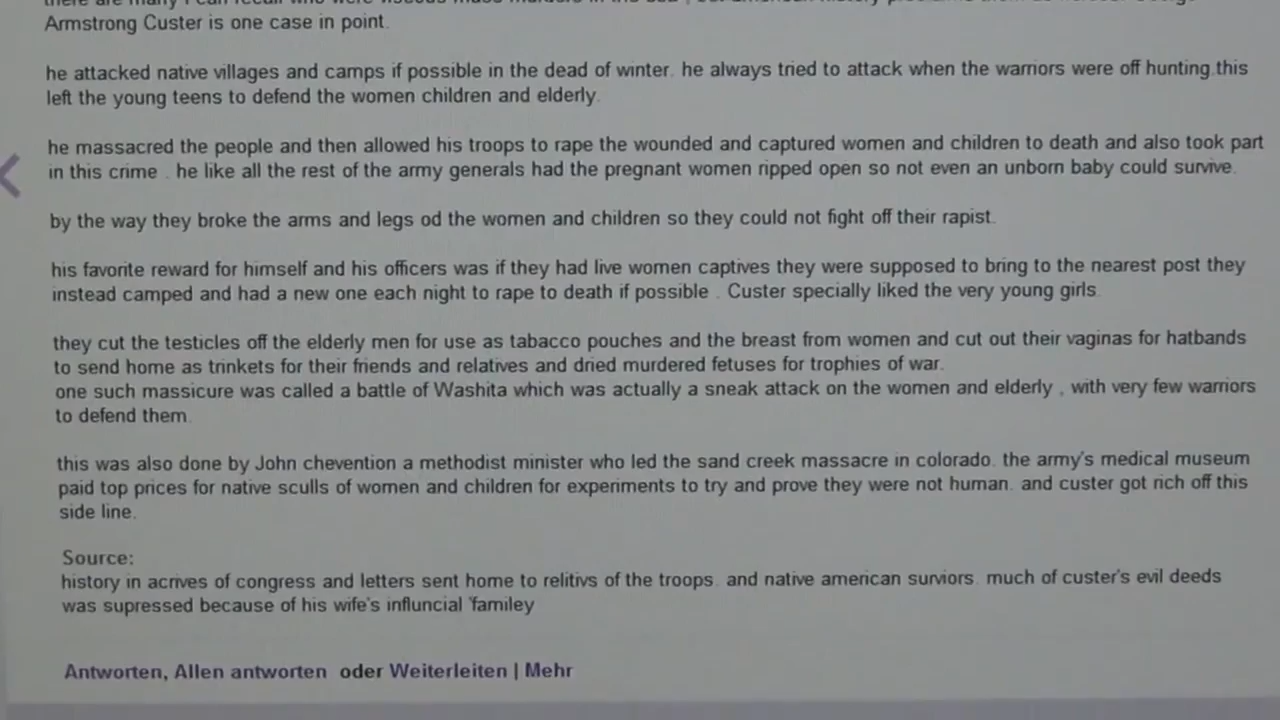 Armstrong Custer is one case in point.
he attacked native villages and camps if possible in the dead of winter. he always tried to attack when the warriors were off hunting.this
left the young teens to defend the women children and elderly.
he massacred the people and then allowed his troops to rape the wounded and captured women and children to death and also took part
in this crime . he like all the rest of the army generals had the pregnant women ripped open so not even an unborn baby could survive.
by the way they broke the arms and legs od the women and children so they could not fight off their rapist.
his favorite reward for himself and his officers was if they had live women captives they were supposed to bring to the nearest post they
instead camped and had a new one each night to rape to death if possible . Custer specially liked the very young girls.
they cut the testicles off the elderly men for use as tabacco pouches and the breast from women and cut out their vaginas for hatbands
to send home as trinkets for their friends and relatives and dried murdered fetuses for trophies of war.
one such massicure was called a battle of Washita which was actually a sneak attack on the women and elderly , with very few warriors
to defend them.
this was also done by John chevention a methodist minister who led the sand creek massacre in colorado. the army's medical museum
paid top prices for native sculls of women and children for experiments to try and prove they were not human. and custer got rich off this
side line.
Source:
history in acrives of congress and letters sent home to relitivs of the troops. and native american surviors. much of custer's evil deeds
was supressed because of his wife's influncial 'familey
Antworten, Allen antworten oder Weiterleiten | Mehr